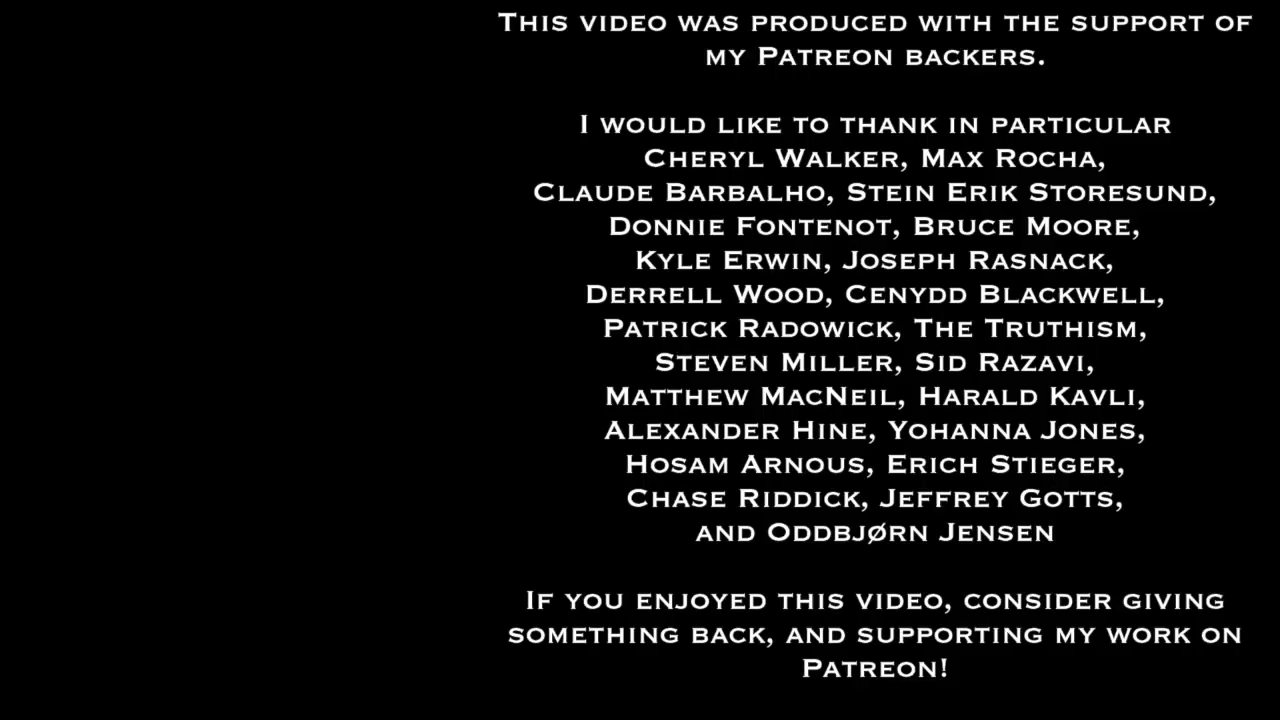 This video was produced with the support of
my Patreon backers.
I would like to thank in particular
Cheryl Walker, Max Rocha,
Claude Barbalho, Stein Erik Storesund,
Donnie Fontenot, Bruce Moore,
Kyle Erwin, Joseph Rasnack,
Derrell Wood, Cenydd Blackwell,
Patrick Radowick, The Truthism,
Steven Miller, Sid Razavi,
Matthew MacNeil, Harald Kavli,
Alexander Hine, Yohanna Jones,
Hosam Arnous, Erich Stieger,
Chase Riddick, Jeffrey Gotts,
and Oddbjørn Jensen
If you enjoyed this video, consider giving
something back, and supporting my work on
Patreon!